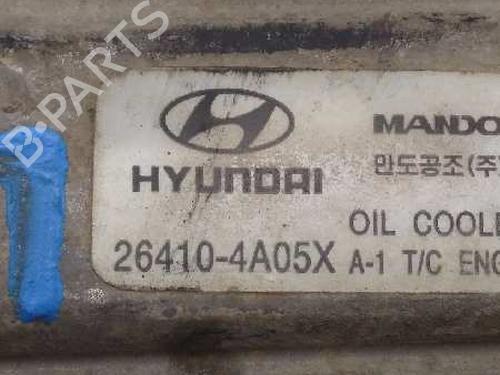 B-PARTS
HYUNDAI
MANDO
만도공조(주
OIL COOL
26410-4A05X A-1 T/C ENG